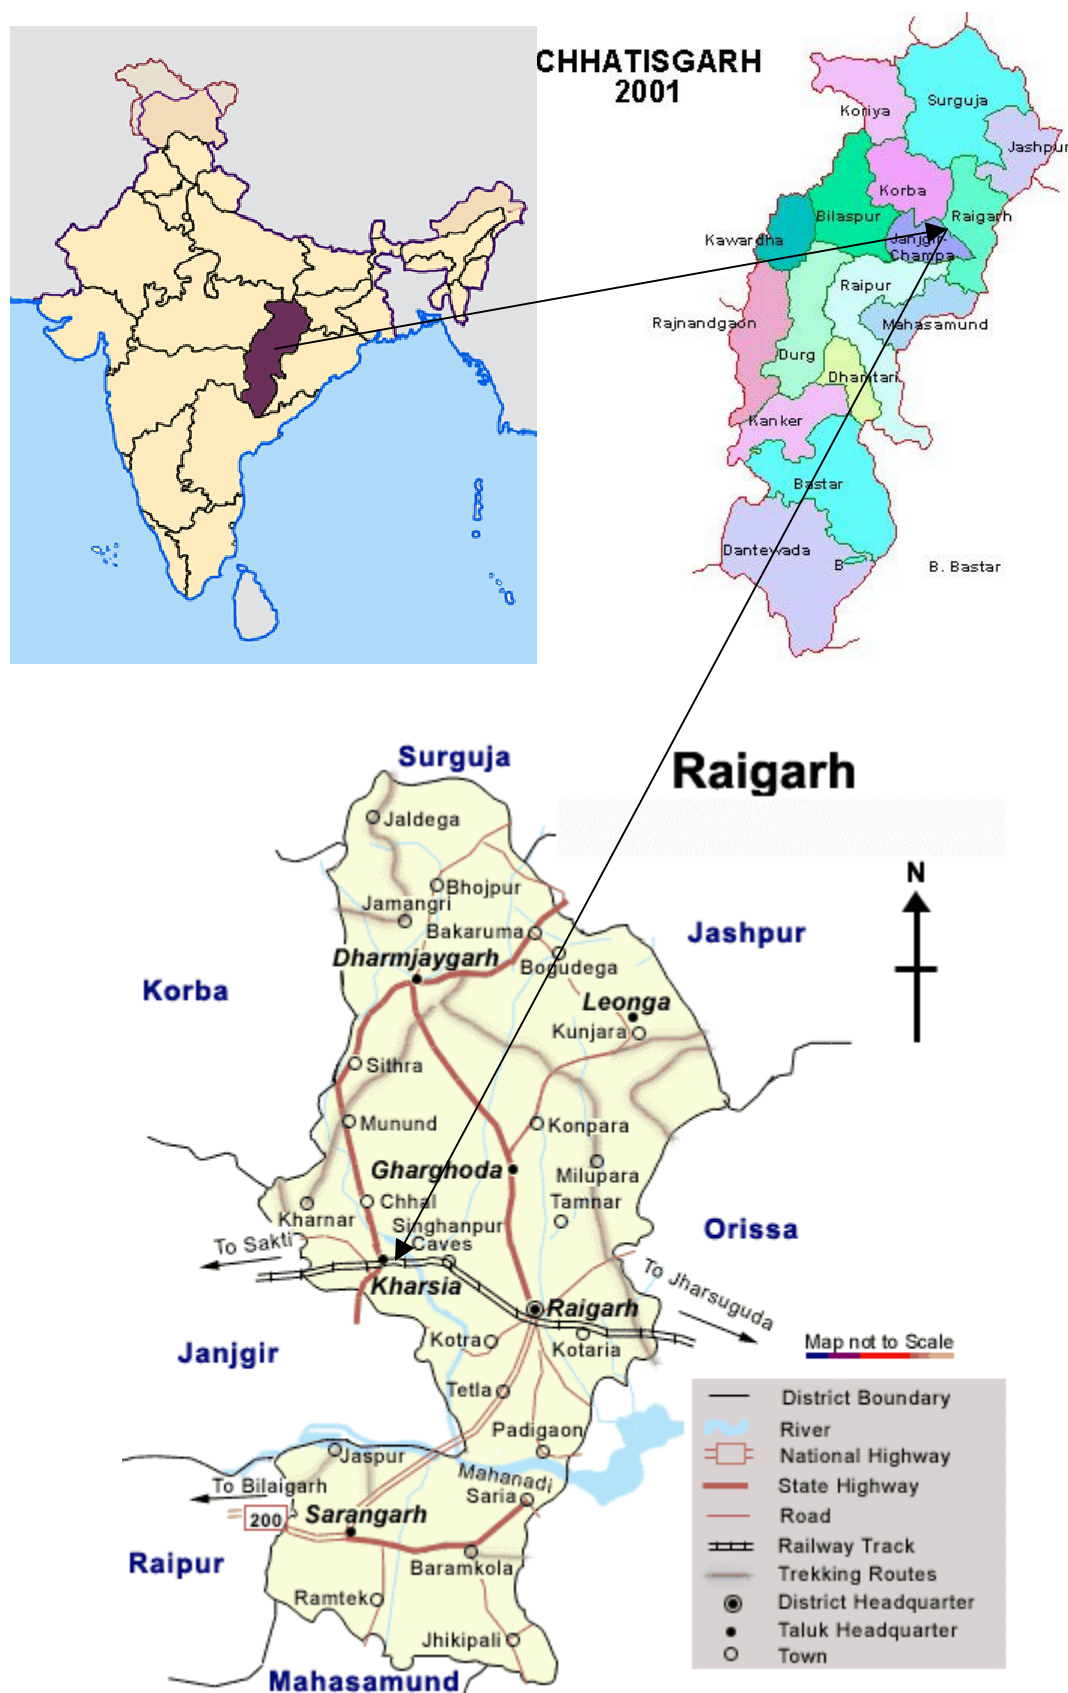 CHHATISGARH
2001
Koriya
Surguja
Jashpur
Korba
Bilaspur
Raigarh
Kawardha
Janjgir-
Champa
Raipur
Rajnandgaon
Mahasamund
Durg
Dhamtari
Kanker
Bastar
Dantewada
B
B. Bastar
Surguja
Raigarh
Jaldega
N
Bhojpur
Jamangri
Bakaruma
Jashpur
Dharmjaygarh
Bogudega
Korba
Leonga
Kunjara
Sithra
Munund
Konpara
Gharghoda
Milupara
Chhal
Tamnar
Kharnar
Singhanpur
Caves
Orissa
To Sakti
Kharsia
To Jharsuguda
Raigarh
Kotra
Kotaria
Janjgir
Map not to Scale
Tetla
District Boundary
Padigaon
River
Jaspur
National Highway
Mahanadi
To Bilaigarh
State Highway
Saria
200
Sarangarh
Road
Railway Track
Raipur
Baramkola
Trekking Routes
Ramtek
District Headquarter
Taluk Headquarter
Jhikipali
Town
Mahasamund